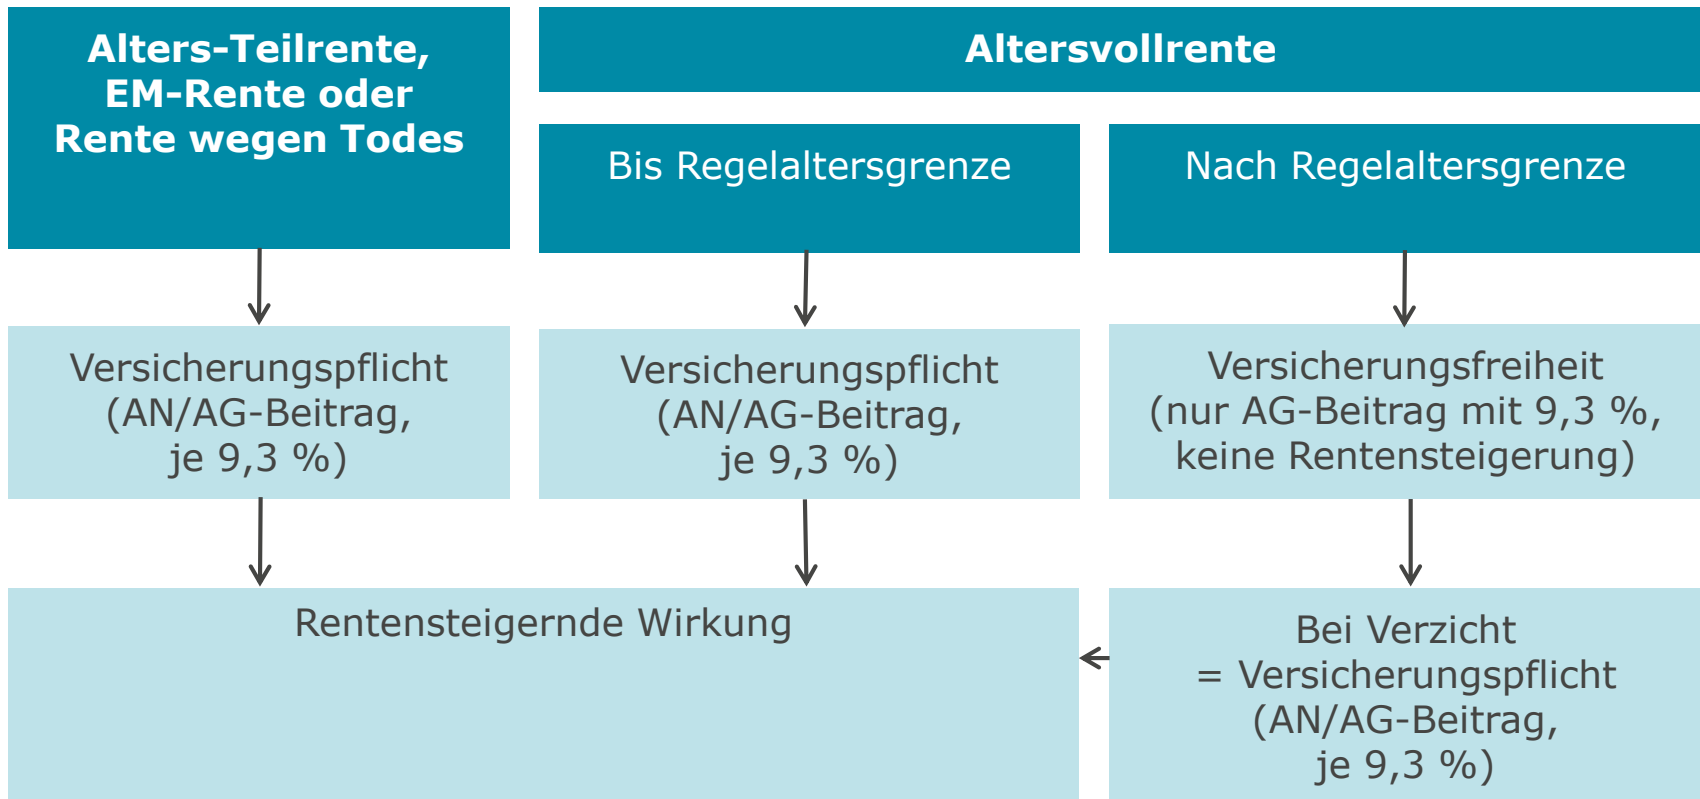 Alters-Teilrente,
EM-Rente oder
Rente wegen Todes
Altersvollrente
Bis Regelaltersgrenze
Nach Regelaltersgrenze
Versicherungspflicht
(AN/AG-Beitrag,
je 9,3 %)
Versicherungspflicht
(AN/AG-Beitrag,
je 9,3 %)
Versicherungsfreiheit
(nur AG-Beitrag mit 9,3 %,
keine Rentensteigerung)
Rentensteigernde Wirkung
Bei Verzicht
= Versicherungspflicht
(AN/AG-Beitrag,
je 9,3 %)